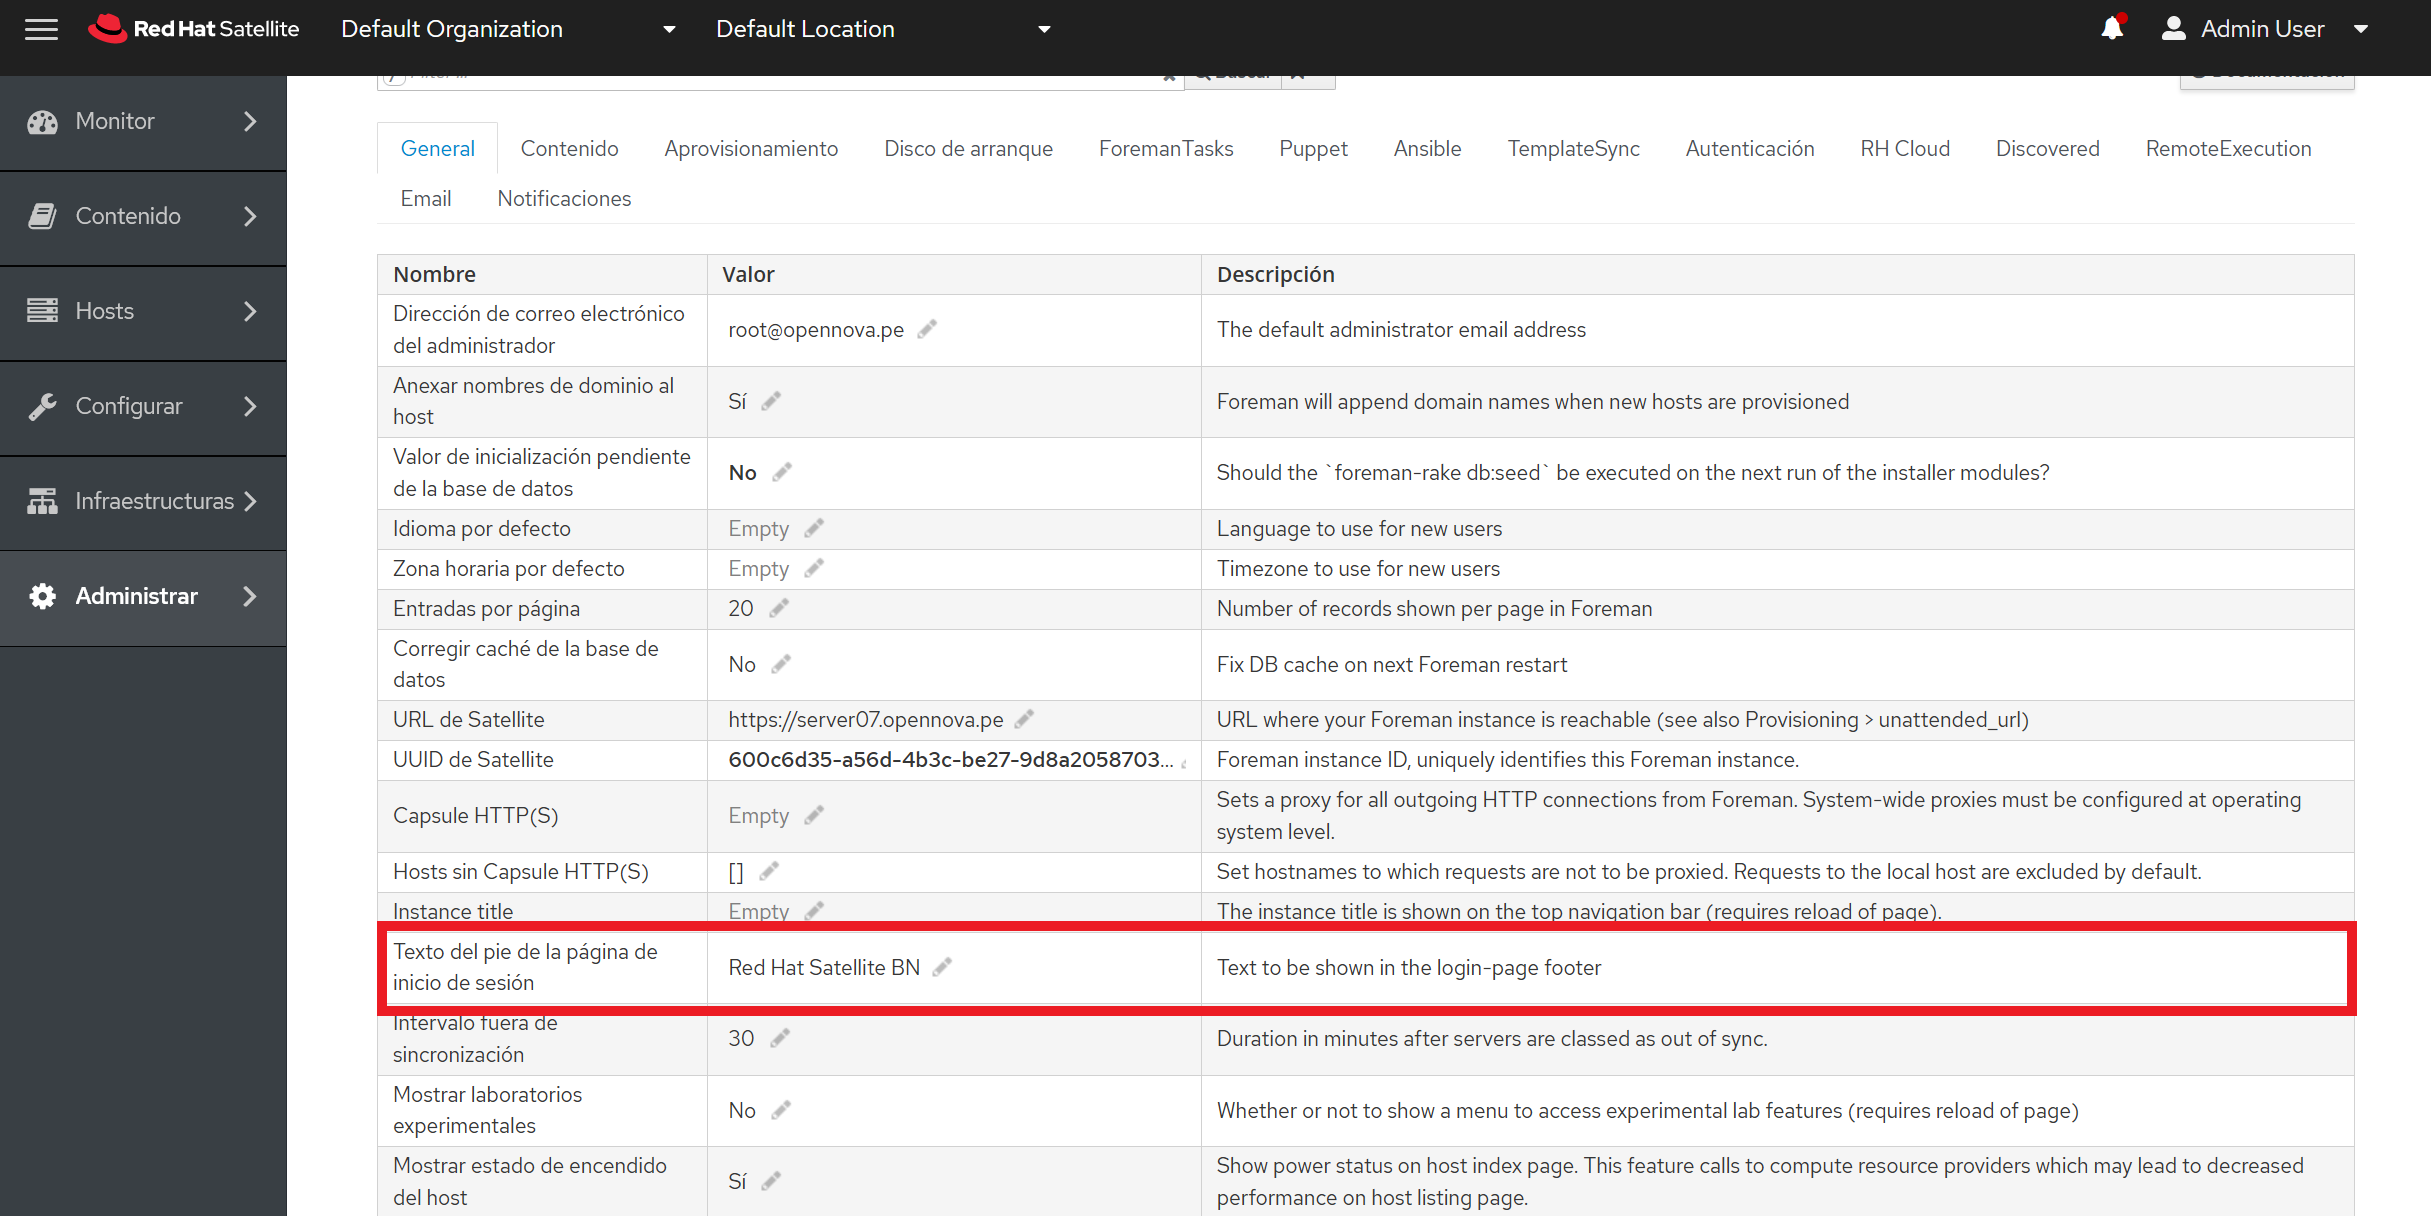 Red Hat Satellite
Default Organization
Default Location
Admin User
Monitor
Contenido
Hosts
Configurar
Infraestructuras
Administrar
General Contenido Aprovisionamiento Disco de arranque ForemanTasks Puppet Ansible TemplateSync Autenticación RH Cloud Discovered RemoteExecution
Email Notificaciones
Nombre Valor Descripción
Dirección de correo electrónico
del administrador
root@opennova.pe
The default administrator email address
Anexar nombres de dominio al
host
Sí
Foreman will append domain names when new hosts are provisioned
Valor de inicialización pendiente
de la base de datos
No
Should the `foreman-rake db:seed` be executed on the next run of the installer modules?
Idioma por defecto
Empty
Language to use for new users
Zona horaria por defecto
Empty
Timezone to use for new users
Entradas por página
20
Number of records shown per page in Foreman
Corregir caché de la base de
datos
No
Fix DB cache on next Foreman restart
URL de Satellite
https://server07.opennova.pe
URL where your Foreman instance is reachable (see also Provisioning > unattended_url)
UUID de Satellite
600c6d35-a56d-4b3c-be27-9d8a2058703...
Foreman instance ID, uniquely identifies this Foreman instance.
Capsule HTTP(S)
Empty
Sets a proxy for all outgoing HTTP connections from Foreman. System-wide proxies must be configured at operating
system level.
Hosts sin Capsule HTTP(S)
[]
Set hostnames to which requests are not to be proxied. Requests to the local host are excluded by default.
Instance title
Empty
The instance title is shown on the top navigation bar (requires reload of page).
Texto del pie de la página de
inicio de sesión
Red Hat Satellite BN
Text to be shown in the login-page footer
Intervalo fuera de
sincronización
30
Duration in minutes after servers are classed as out of sync.
Mostrar laboratorios
experimentales
No
Whether or not to show a menu to access experimental lab features (requires reload of page)
Mostrar estado de encendido
del host
Sí
Show power status on host index page. This feature calls to compute resource providers which may lead to decreased
performance on host listing page.